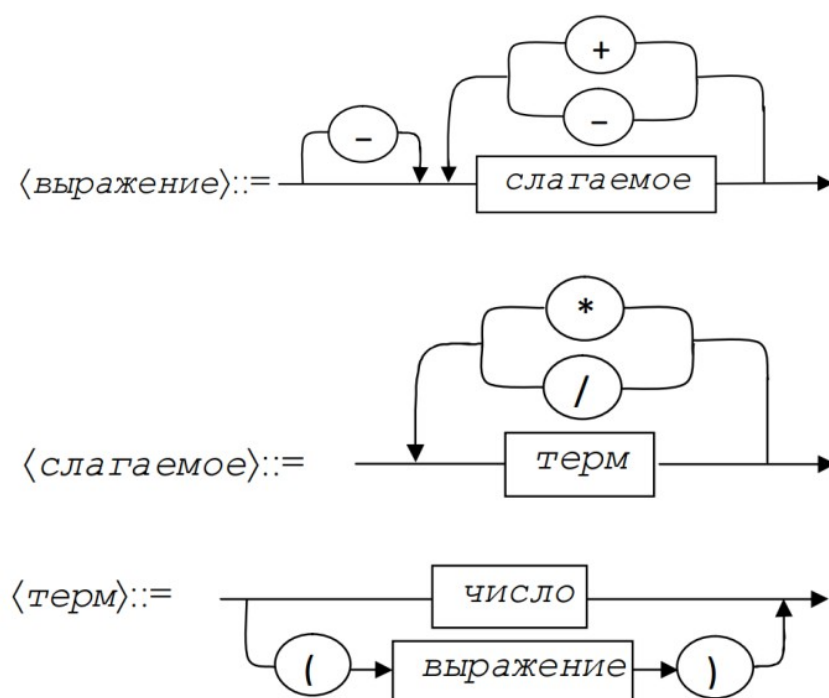 +
-
-
⟨выражение⟩::= слагаемое
*
/
⟨слагаемое⟩::= терм
⟨терм⟩::= число
( выражение )